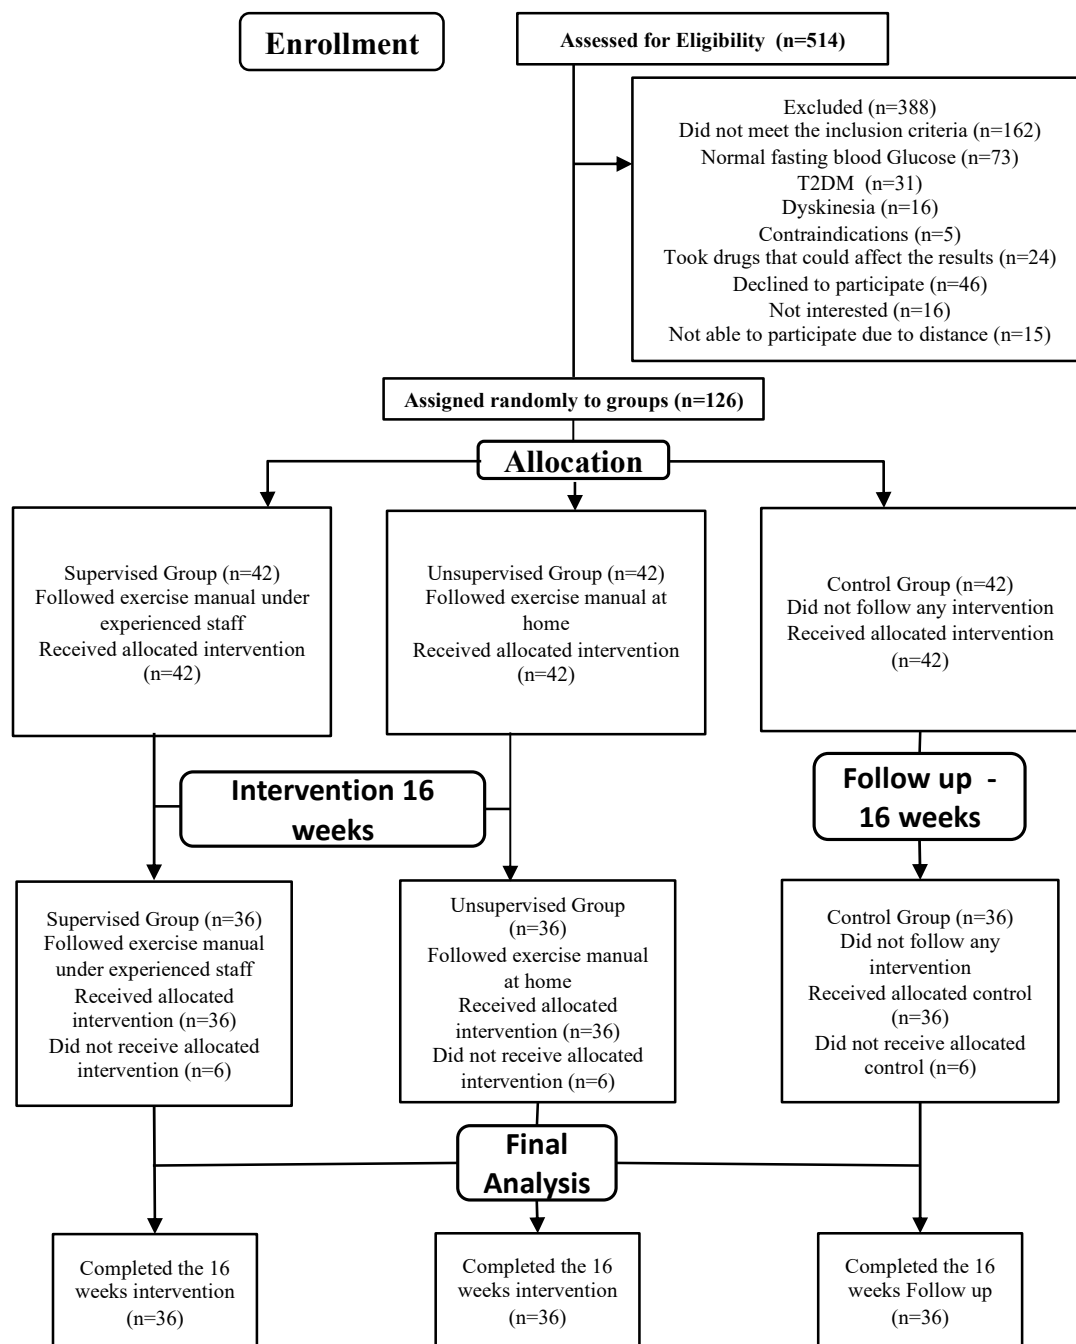 Enrollment
Assessed for Eligibility (n=514)
Excluded (n=388)
Did not meet the inclusion criteria (n=162)
Normal fasting blood Glucose (n=73)
T2DM (n=31)
Dyskinesia (n=16)
Contraindications (n=5)
Took drugs that could affect the results (n=24)
Declined to participate (n=46)
Not interested (n=16)
Not able to participate due to distance (n=15)
Assigned randomly to groups (n=126)
Allocation
Supervised Group (n=42)
Followed exercise manual under
experienced staff
Received allocated intervention
(n=42)
Unsupervised Group (n=42)
Followed exercise manual at
home
Received allocated intervention
(n=42)
Control Group (n=42)
Did not follow any intervention
Received allocated intervention
(n=42)
Intervention 16
weeks
Follow up -
16 weeks
Supervised Group (n=36)
Followed exercise manual
under experienced staff
Received allocated
intervention (n=36)
Did not receive allocated
intervention (n=6)
Unsupervised Group
(n=36)
Followed exercise manual
at home
Received allocated
intervention (n=36)
Did not receive allocated
intervention (n=6)
Control Group (n=36)
Did not follow any
intervention
Received allocated control
(n=36)
Did not receive allocated
control (n=6)
Final
Analysis
Completed the 16
weeks intervention
(n=36)
Completed the 16
weeks intervention
(n=36)
Completed the 16
weeks Follow up
(n=36)